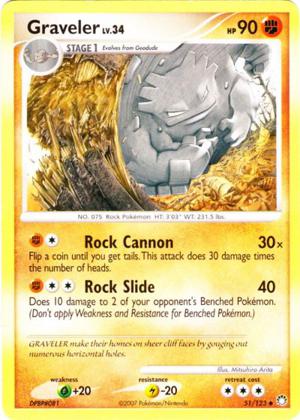 Graveler LV.34 HP 90
STAGE 1 Evolves from Geodude
NO. 075 Rock Pokémon HT: 3'03" WT: 231.5 lbs.
Rock Cannon 30x
Flip a coin until you get tails. This attack does 30 damage times
the number of heads.
Rock Slide 40
Does 10 damage to 2 of your opponent's Benched Pokémon.
(Don't apply Weakness and Resistance for Benched Pokémon.)
GRAVELER make their homes on sheer cliff faces by gouging out
numerous horizontal holes.
Illus. Mitsuhiro Arita
weakness resistance retreat cost
+20 -20
DPBP#081 ©2007 Pokémon/Nintendo 51/123